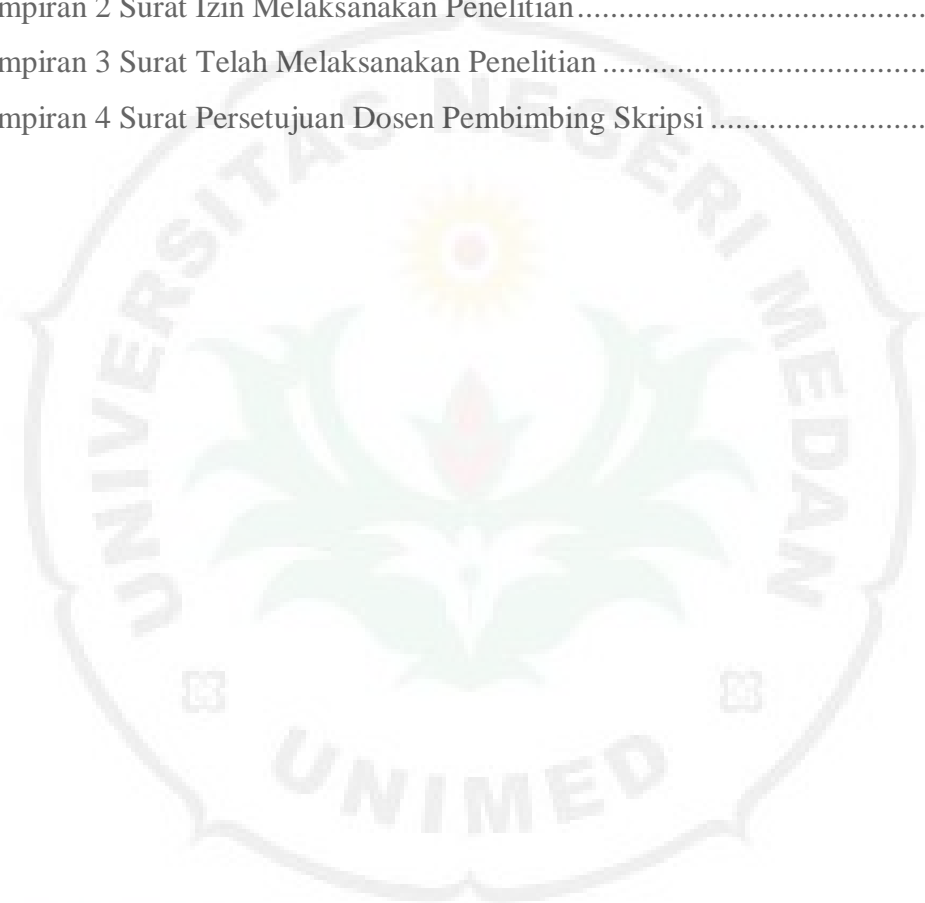 mpiran 2 Surat Izin Melaksanakan Penelitian....................................
mpiran 3 Surat Telah Melaksanakan Penelitian ..................................
mpiran 4 Surat Persetujuan Dosen Pembimbing Skripsi ........................
UNIVERSITAS NEGERI MEDAN
UNIMED